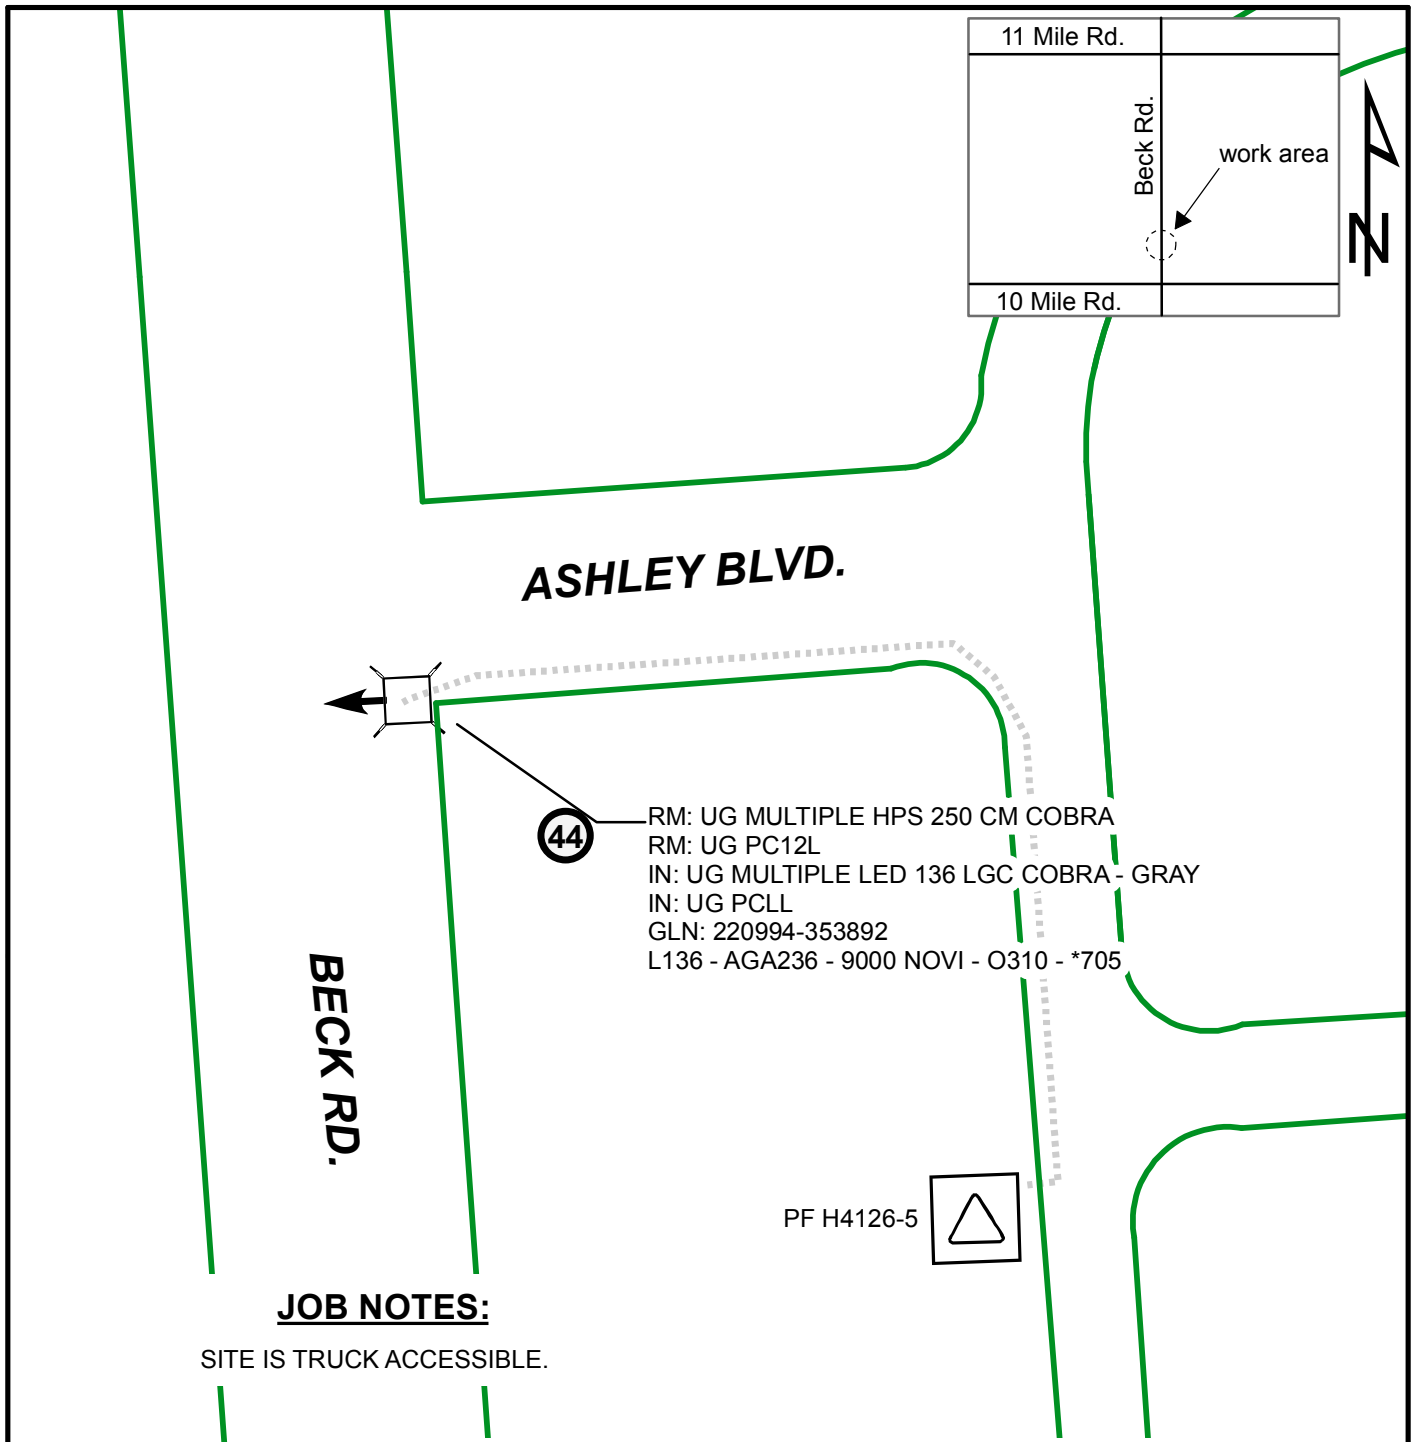 11 Mile Rd.
Beck Rd.
work area
10 Mile Rd.
N
ASHLEY BLVD.
44
RM: UG MULTIPLE HPS 250 CM COBRA
RM: UG PC12L
IN: UG MULTIPLE LED 136 LGC COBRA - GRAY
IN: UG PCLL
GLN: 220994-353892
L136 - AGA236 - 9000 NOVI - O310 - *705
BECK RD.
PF H4126-5
JOB NOTES:
SITE IS TRUCK ACCESSIBLE.